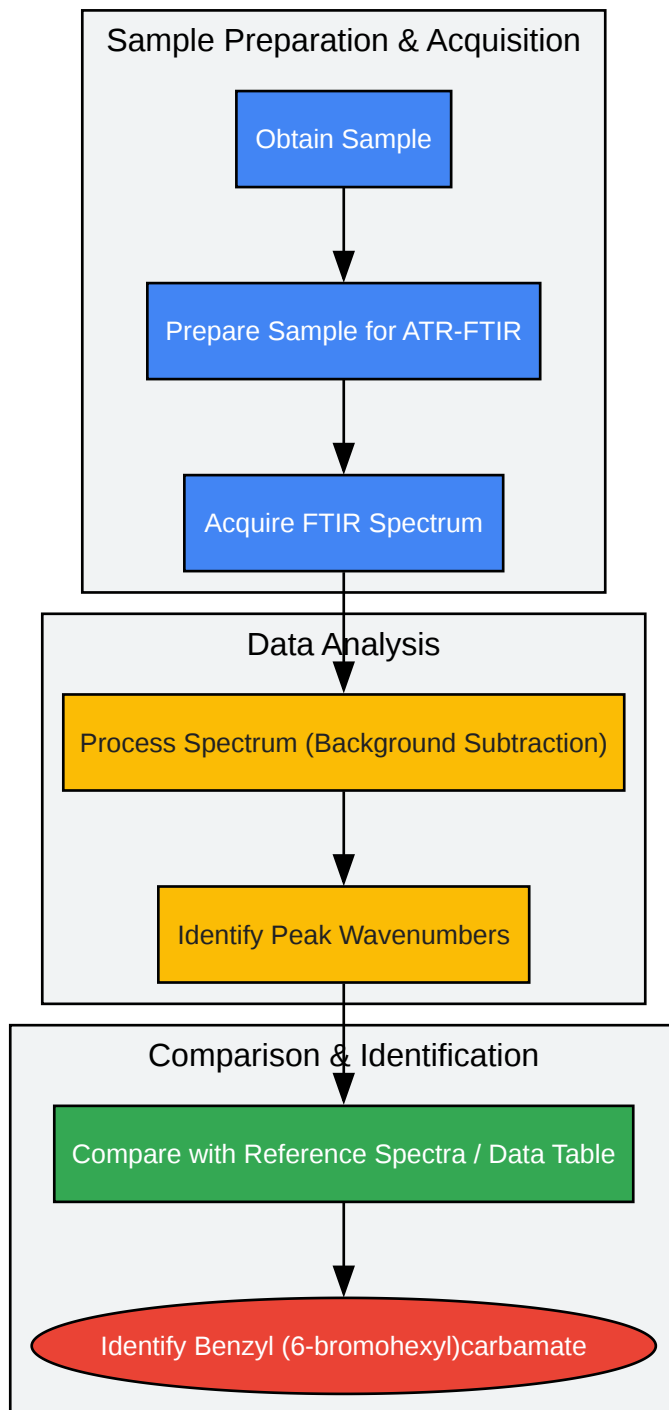 Sample Preparation & Acquisition
Obtain Sample
Prepare Sample for ATR-FTIR
Acquire FTIR Spectrum
Data Analysis
Process Spectrum (Background Subtraction)
Identify Peak Wavenumbers
Comparison & Identification
Compare with Reference Spectra / Data Table
Identify Benzyl (6-bromohexyl)carbamate